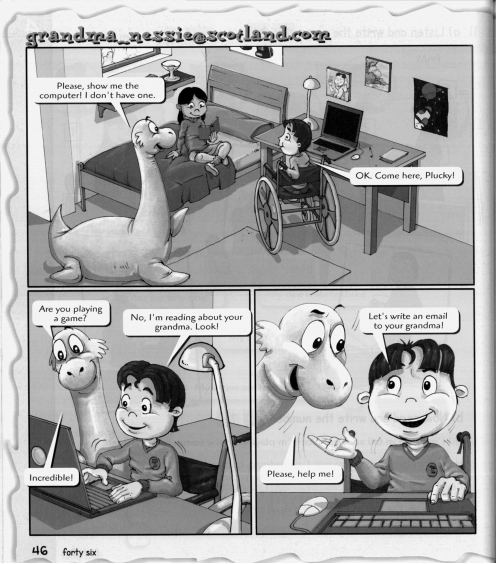 grandma_nessie@scotland.com
Please, show me the
computer! I don't have one.
OK. Come here, Plucky!
Are you playing
a game?
No, I'm reading about your
grandma. Look!
Incredible!
Let's write an email
to your grandma!
Please, help me!
46 forty six